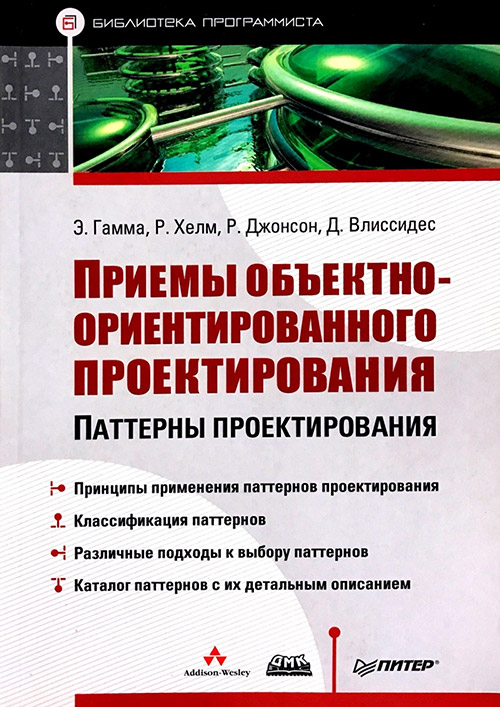 БИБЛИОТЕКА ПРОГРАММИСТА
Э. Гамма, Р. Хелм, Р. Джонсон, Д. Влиссидес
ПРИЕМЫ ОБЪЕКТНО-
ОРИЕНТИРОВАННОГО
ПРОЕКТИРОВАНИЯ
ПАТТЕРНЫ ПРОЕКТИРОВАНИЯ
Принципы применения паттернов проектирования
Классификация паттернов
Различные подходы к выбору паттернов
Каталог паттернов с их детальным описанием
Addison-Wesley
ДМК
ПИТЕР®